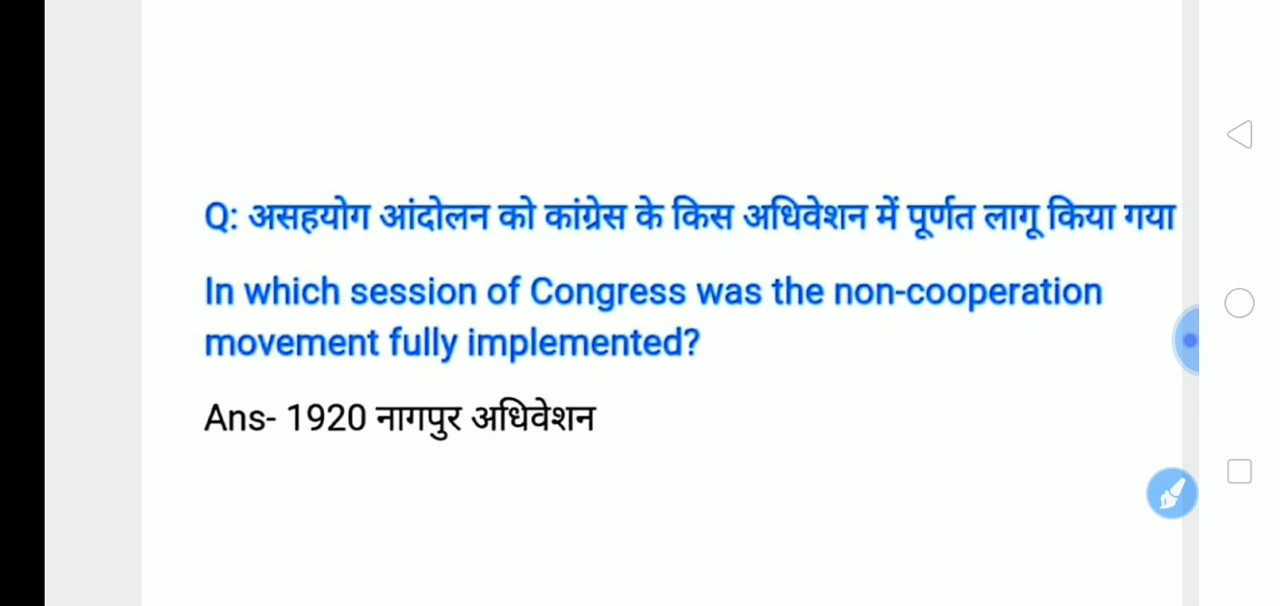 Q: असहयोग आंदोलन को कांग्रेस के किस अधिवेशन में पूर्णत लागू किया गया
In which session of Congress was the non-cooperation
movement fully implemented?
Ans- 1920 नागपुर अधिवेशन